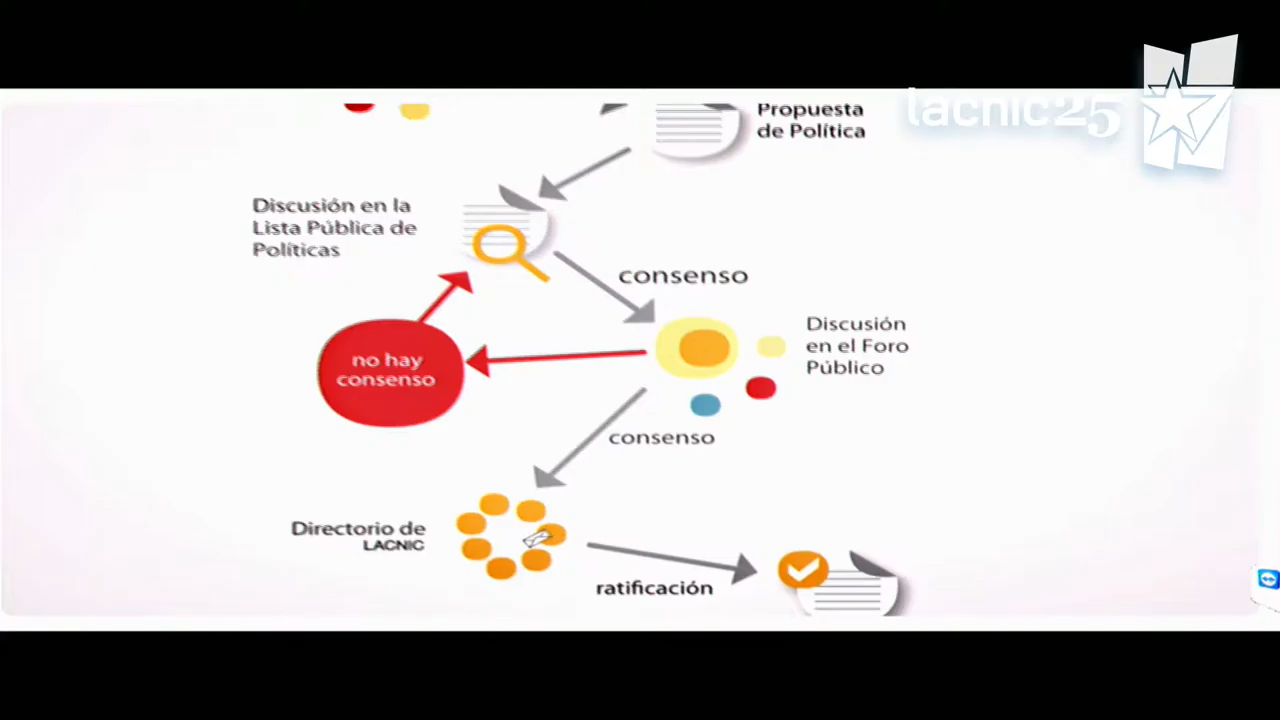 lacnic25
Propuesta
de Política
Discusión en la
Lista Pública de
Políticas
consenso
Discusión
en el Foro
Público
no hay
consenso
consenso
Directorio de
LACNIC
ratificación